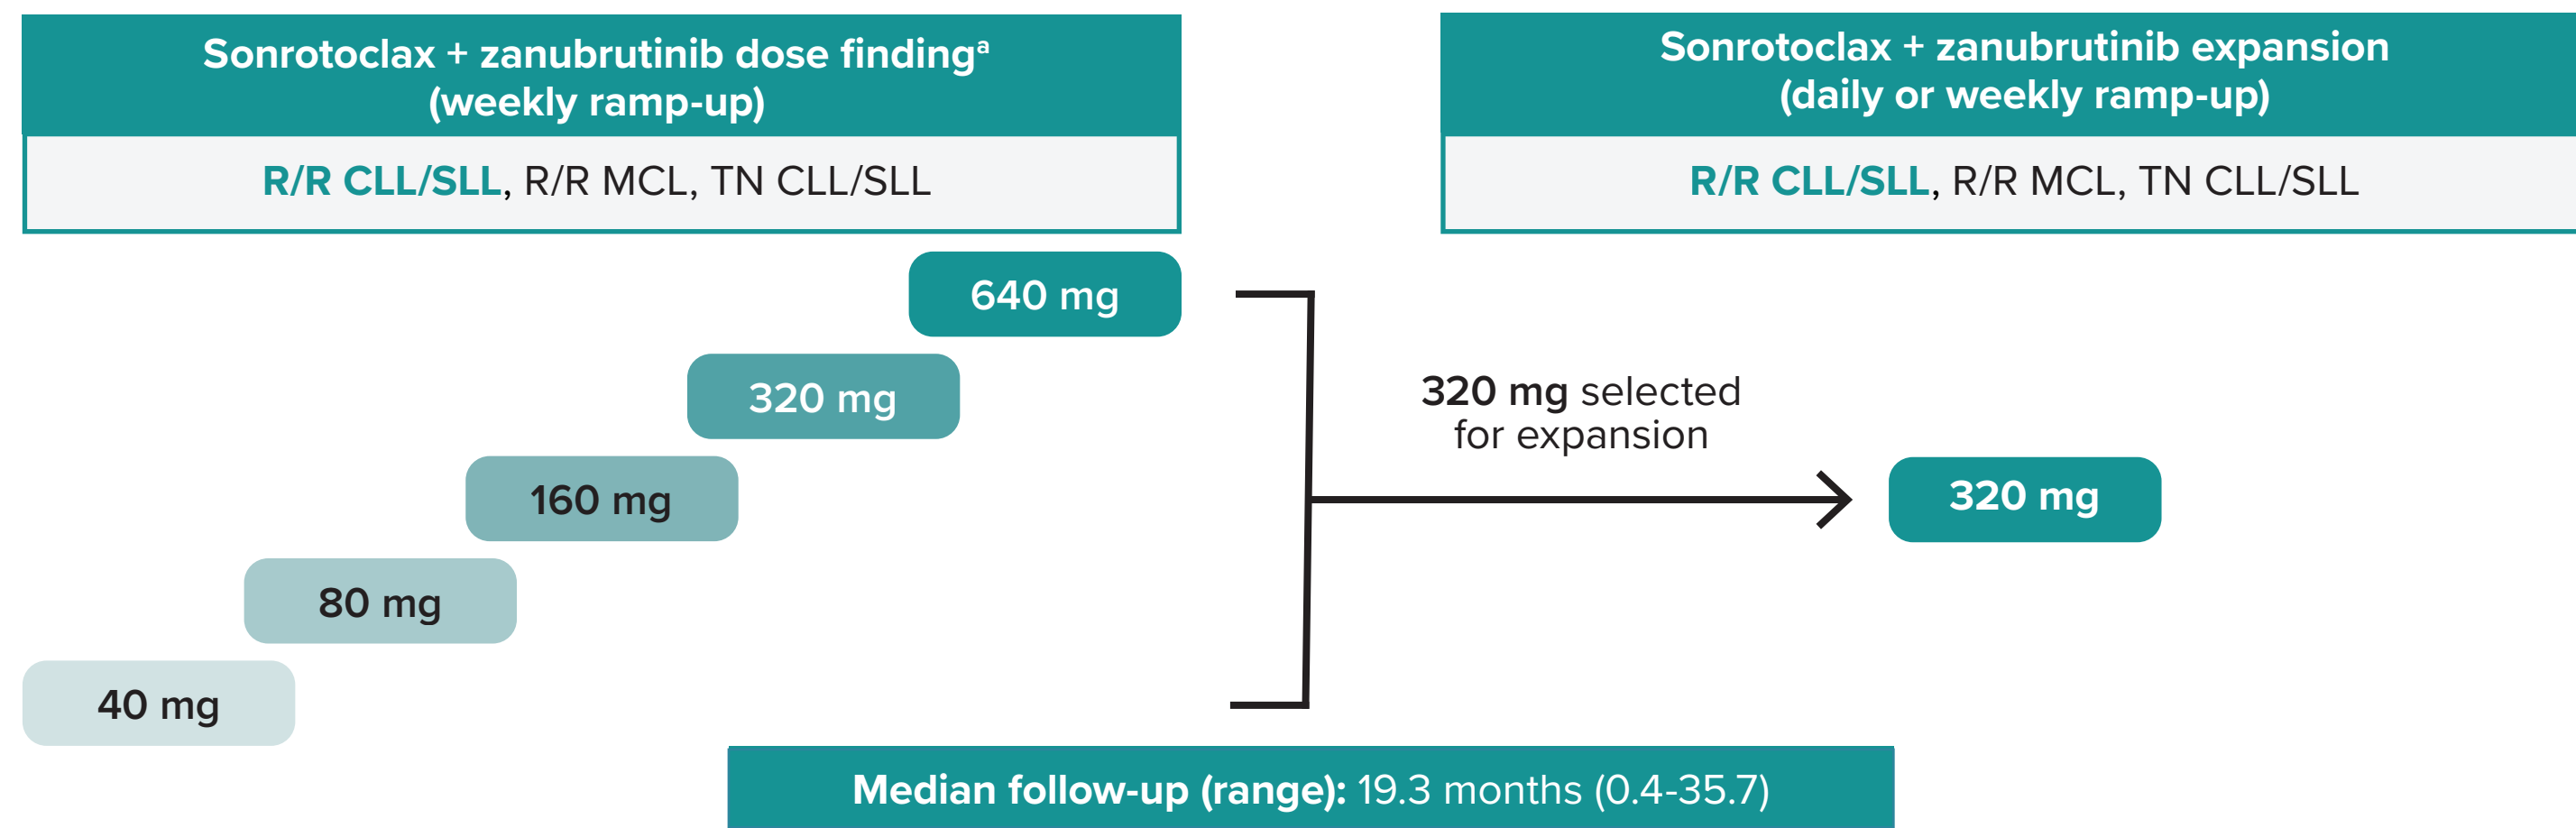 Sonrotoclax + zanubrutinib dose findingᵃ
(weekly ramp-up)
R/R CLL/SLL, R/R MCL, TN CLL/SLL
640 mg
320 mg
160 mg
80 mg
40 mg
320 mg selected
for expansion
Sonrotoclax + zanubrutinib expansion
(daily or weekly ramp-up)
R/R CLL/SLL, R/R MCL, TN CLL/SLL
320 mg
Median follow-up (range): 19.3 months (0.4-35.7)